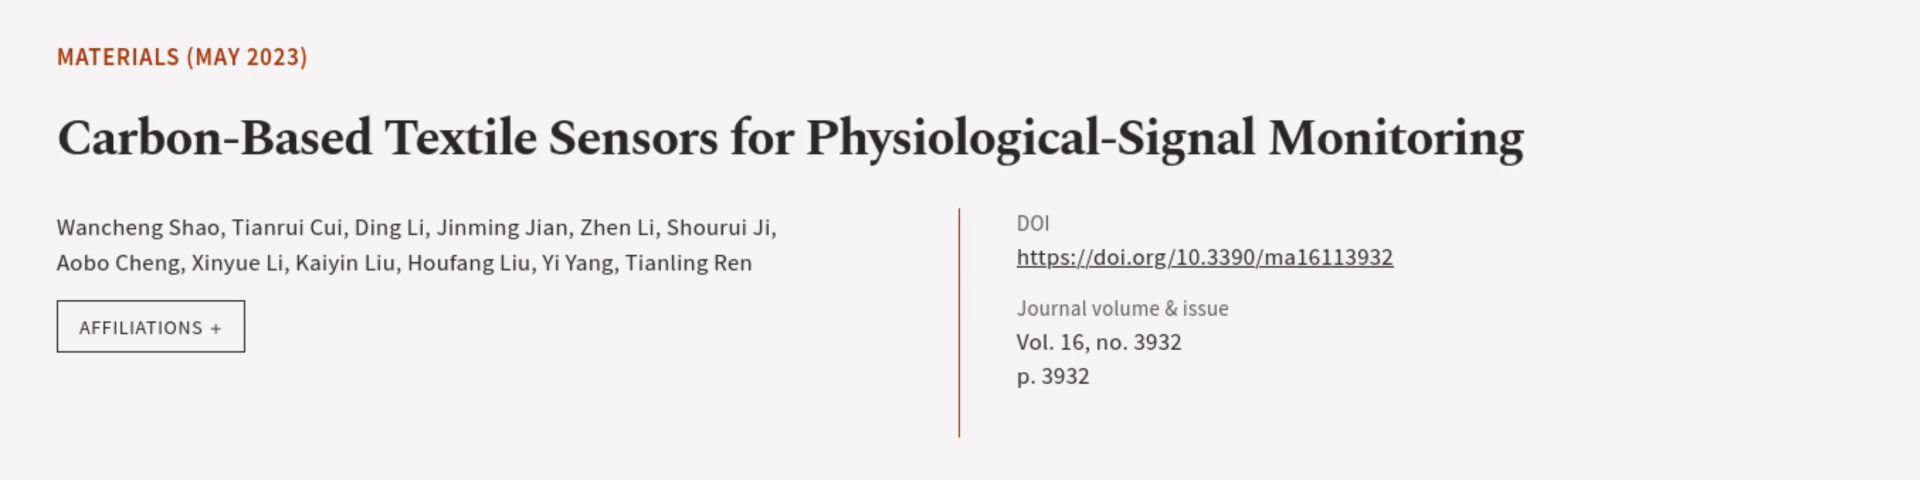 MATERIALS (MAY 2023)
Carbon-Based Textile Sensors for Physiological-Signal Monitoring
Wancheng Shao, Tianrui Cui, Ding Li, Jinming Jian, Zhen Li, Shourui Ji,
Aobo Cheng, Xinyue Li, Kaiyin Liu, Houfang Liu, Yi Yang, Tianling Ren
AFFILIATIONS +
DOI
https://doi.org/10.3390/ma16113932
Journal volume & issue
Vol. 16, no. 3932
p. 3932